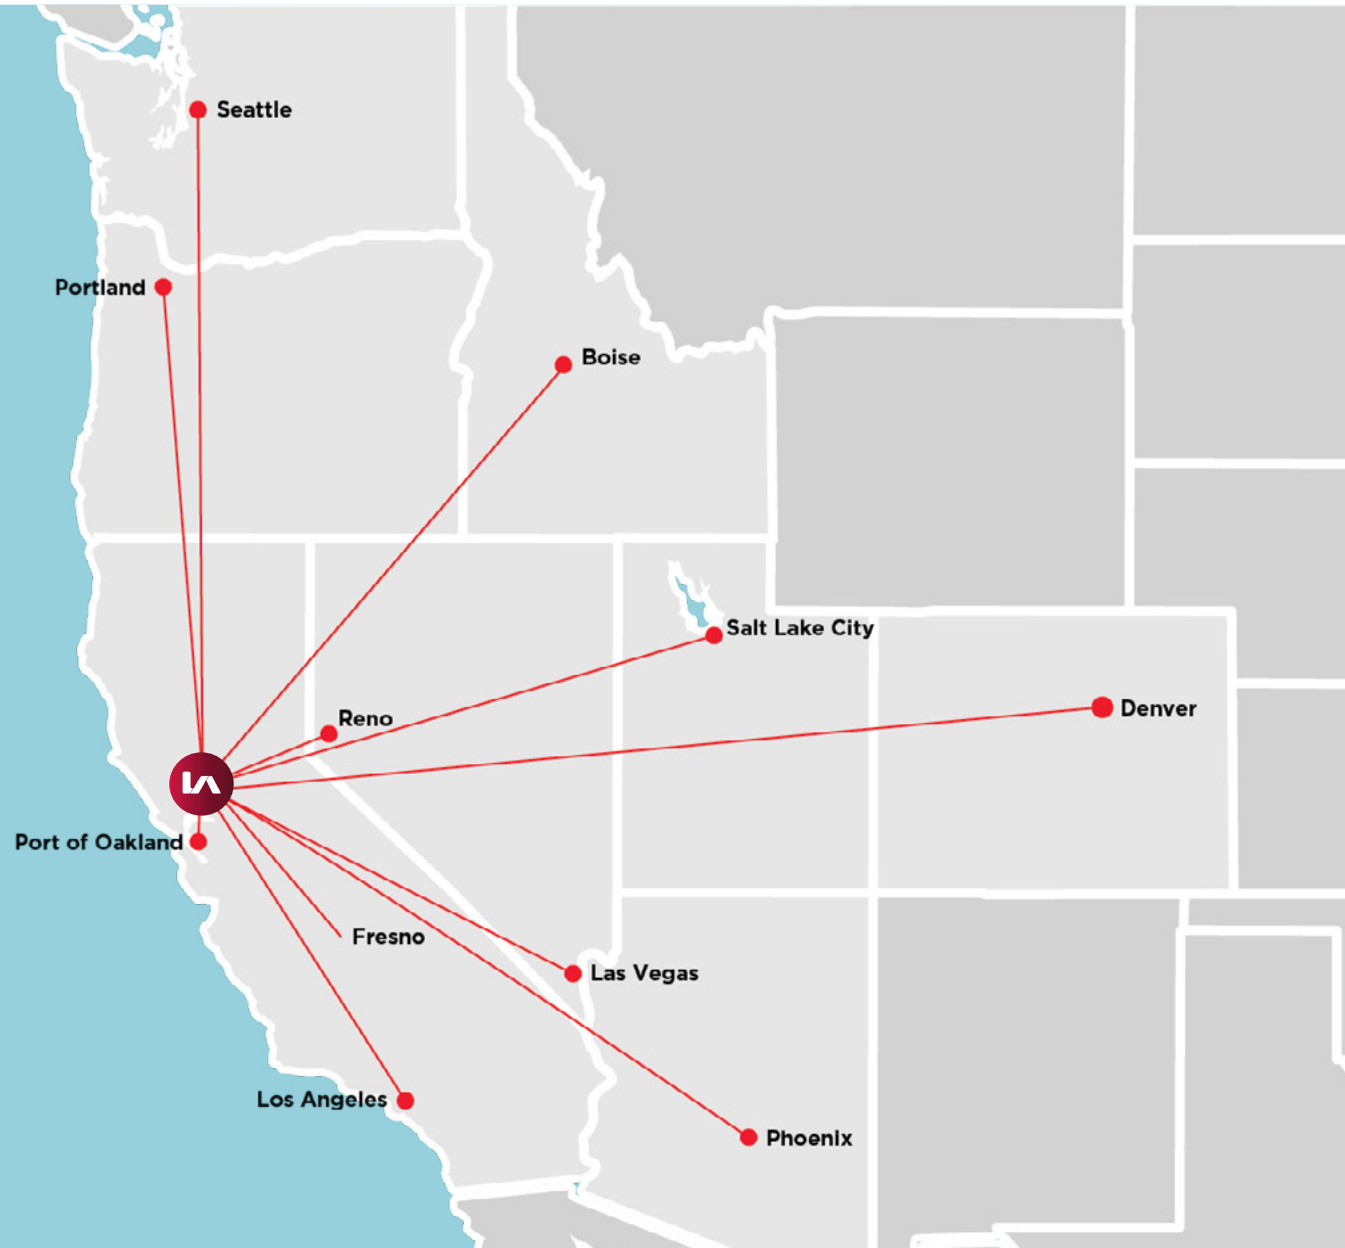 Seattle
Portland
Boise
Salt Lake City
Reno
Denver
Port of Oakland
Fresno
Las Vegas
Los Angeles
Phoenix